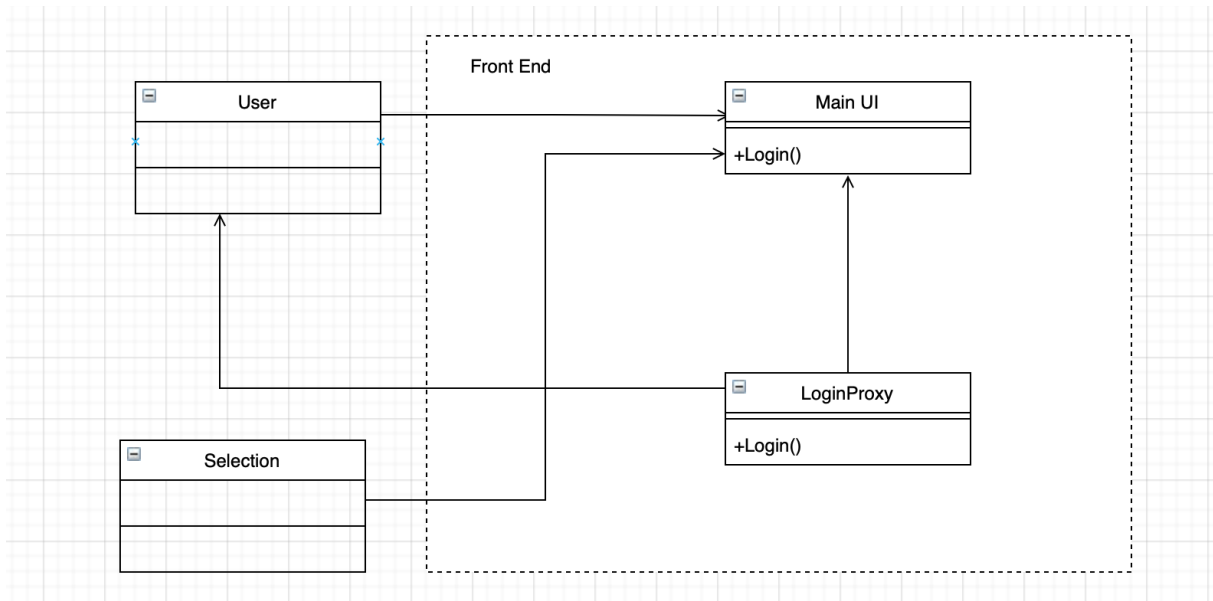 Front End
User
Main UI
+Login()
LoginProxy
+Login()
Selection